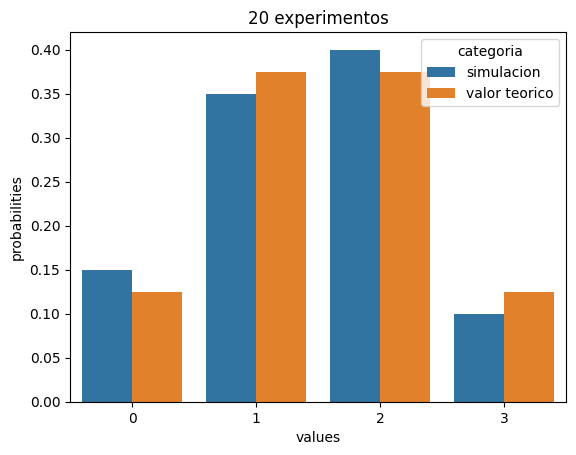 20 experimentos
categoria
simulacion
valor teorico
probabilities
0.40
0.35
0.30
0.25
0.20
0.15
0.10
0.05
0.00
0 1 2 3
values